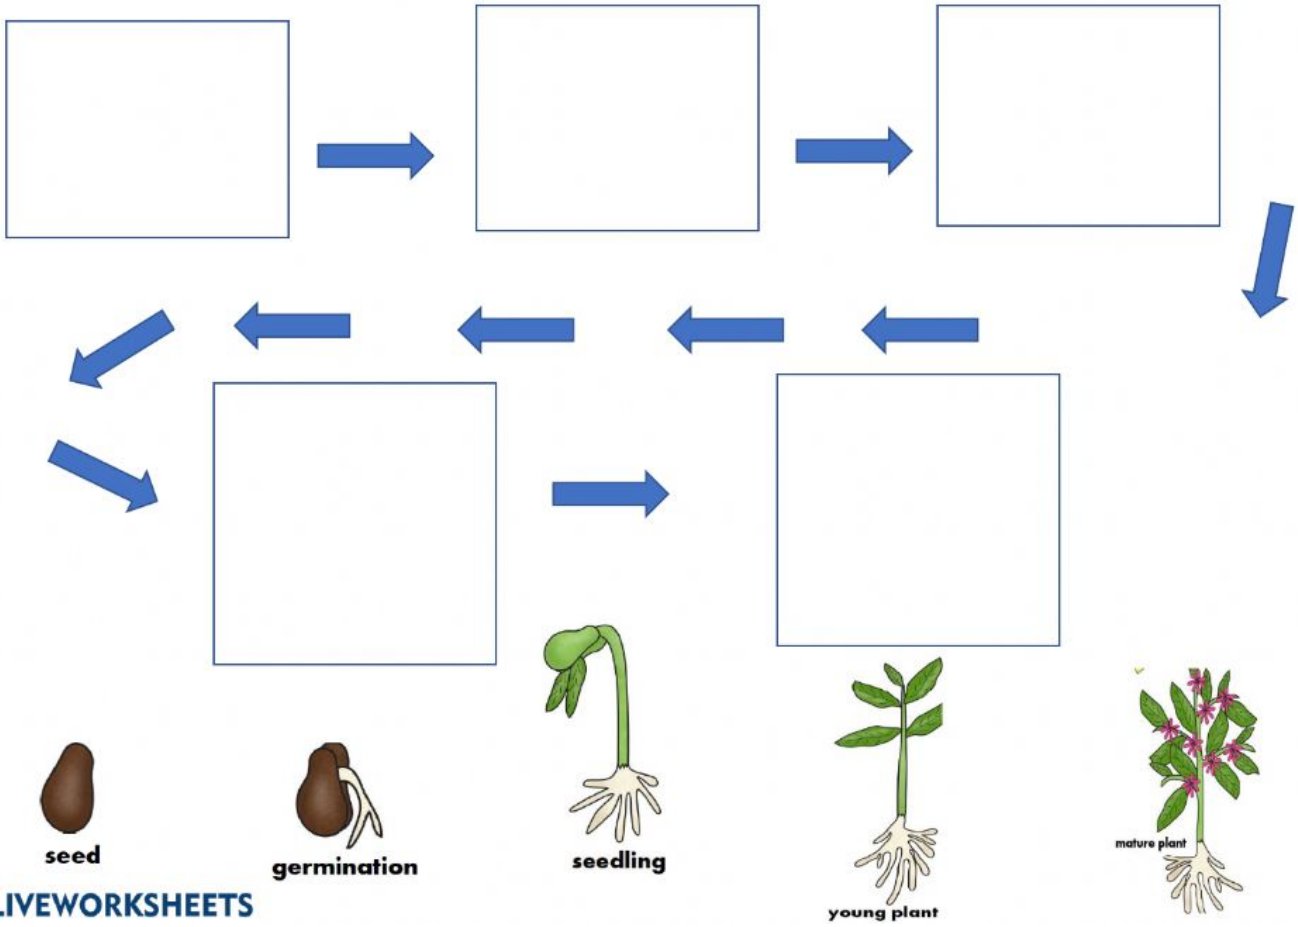 mature plant
seed
germination
seedling
young plant
LIVEWORKSHEETS